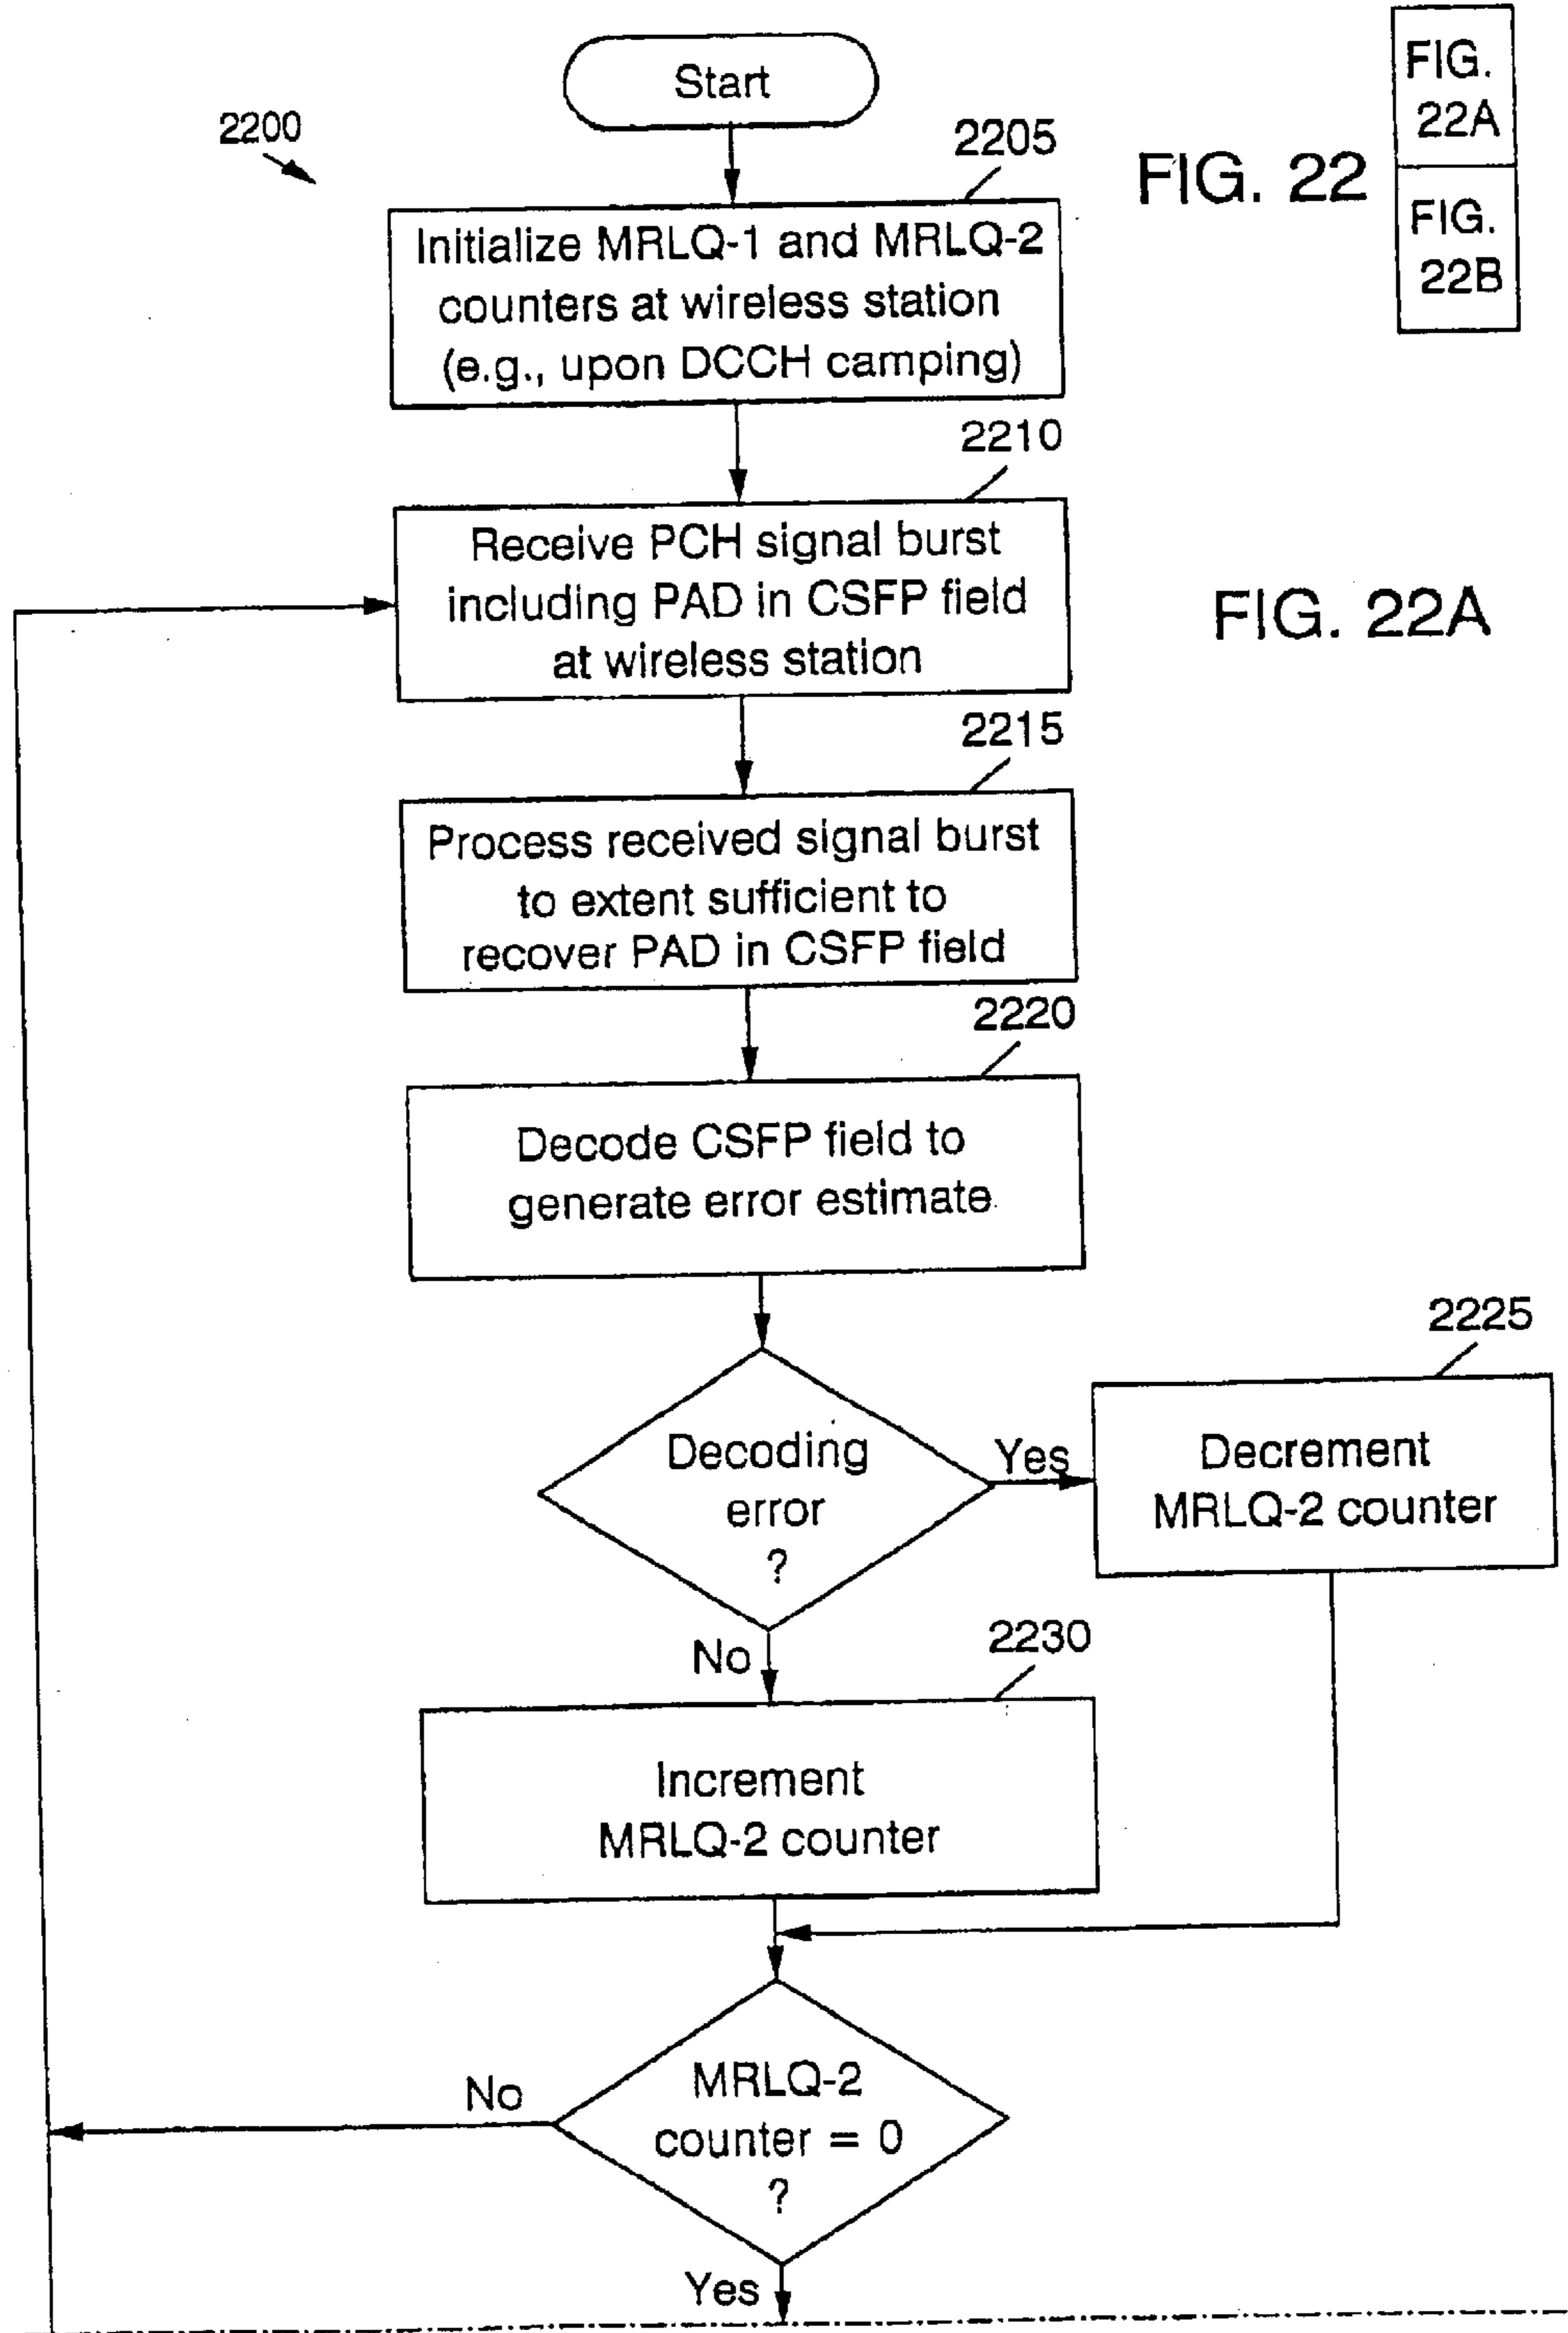 Start
2200
FIG. 22
FIG.
22A
FIG.
22B
2205
Initialize MRLQ-1 and MRLQ-2
counters at wireless station
(e.g., upon DCCH camping)
2210
Receive PCH signal burst
including PAD in CSFP field
at wireless station
FIG. 22A
2215
Process received signal burst
to extent sufficient to
recover PAD in CSFP field
2220
Decode CSFP field to
generate error estimate
Decoding
error
?
Yes
2225
Decrement
MRLQ-2 counter
No
2230
Increment
MRLQ-2 counter
MRLQ-2
counter = 0
?
No
Yes